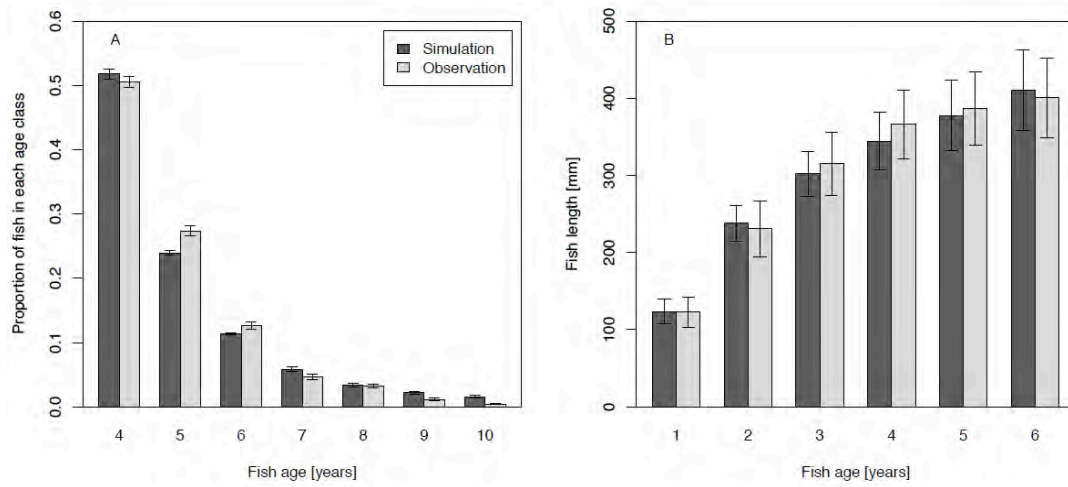 A
Simulation
Observation
Proportion of fish in each age class
0.6
0.5
0.4
0.3
0.2
0.1
0.0
4 5 6 7 8 9 10
Fish age [years]
B
Fish length [mm]
500
400
300
200
100
0
1 2 3 4 5 6
Fish age [years]